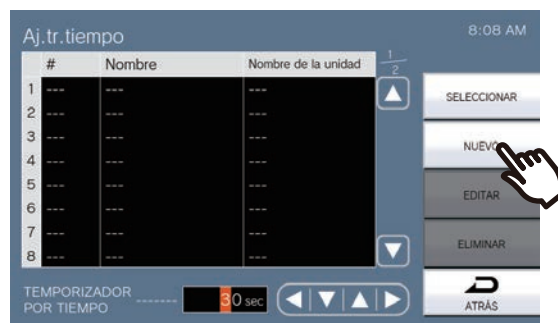 Aj.tr.tiempo
8:08 AM
# Nombre Nombre de la unidad
1/2
1 --- --- ---
2 --- --- ---
3 --- --- ---
4 --- --- ---
5 --- --- ---
6 --- --- ---
7 --- --- ---
8 --- --- ---
SELECCIONAR
NUEVO
EDITAR
ELIMINAR
ATRÁS
TEMPORIZADOR
POR TIEMPO
------- 30 sec